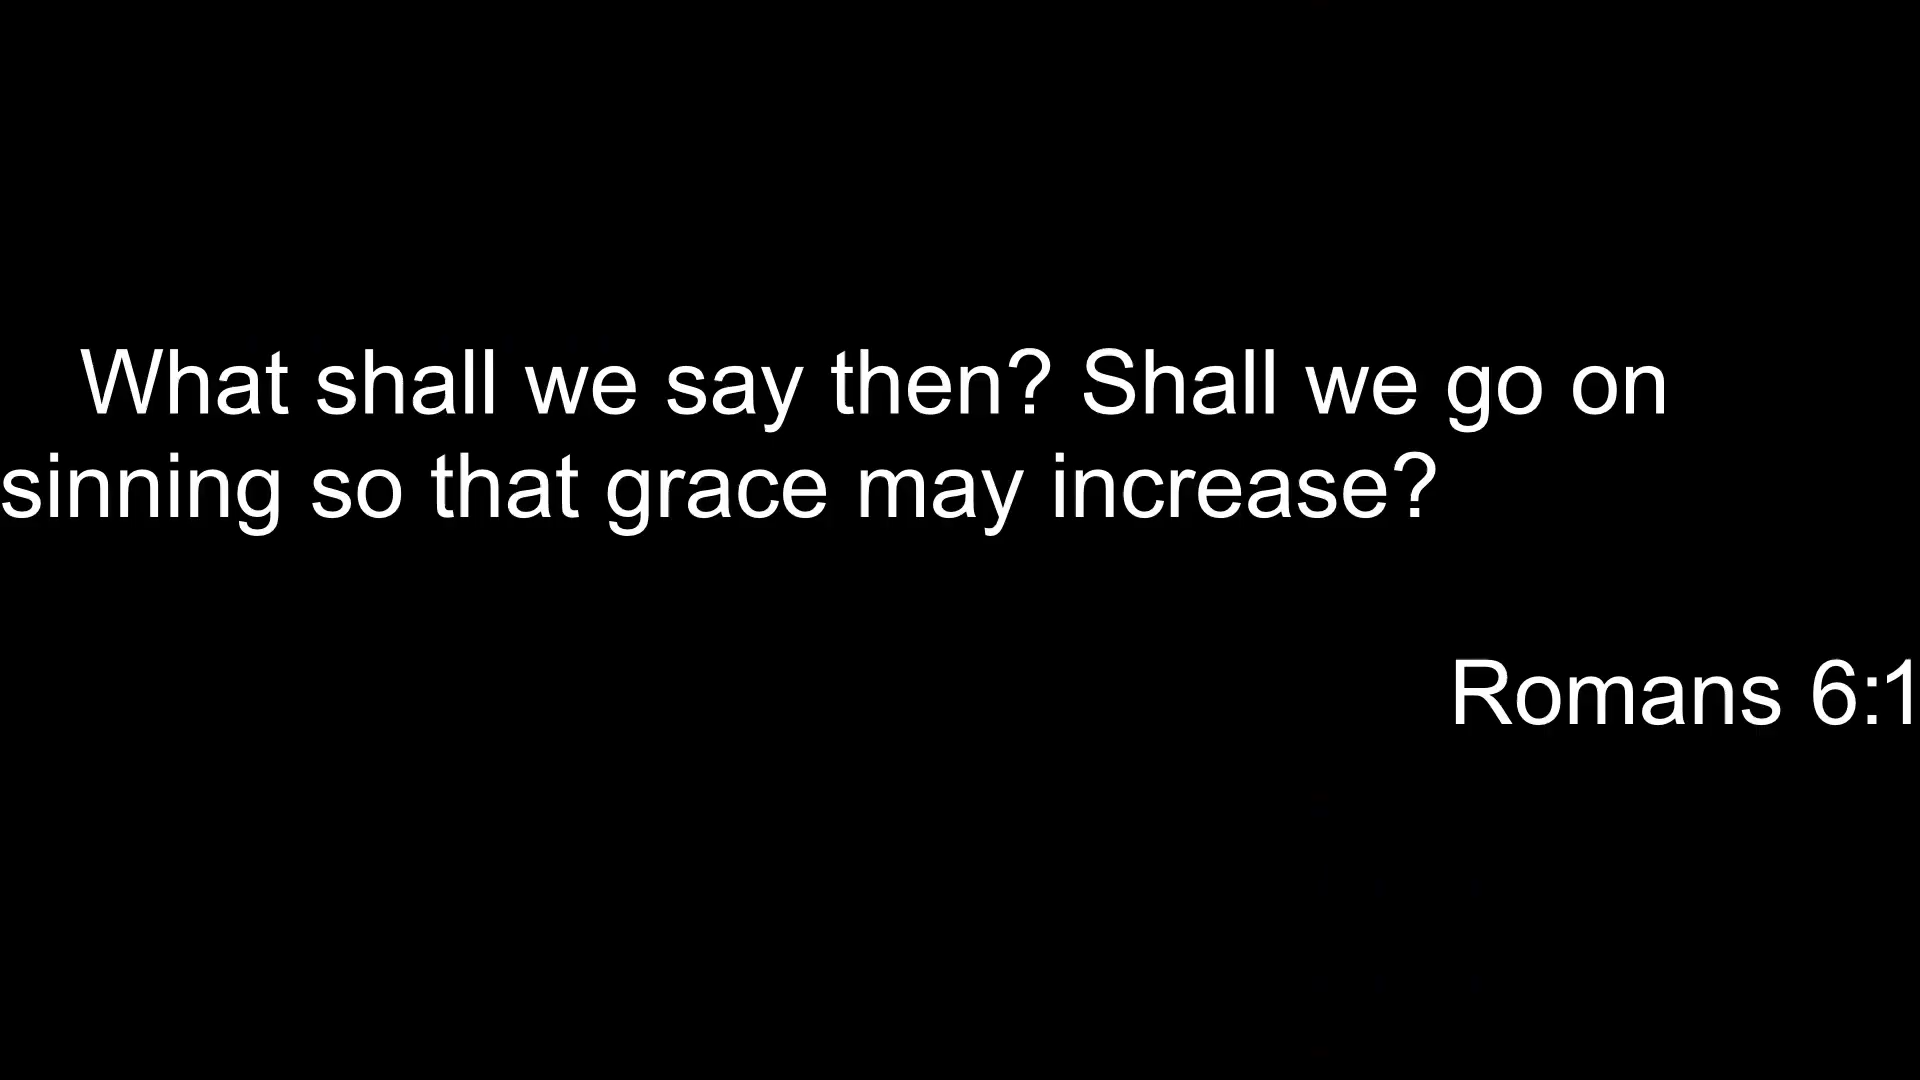 What shall we say then? Shall we go on
sinning so that grace may increase?
Romans 6:1